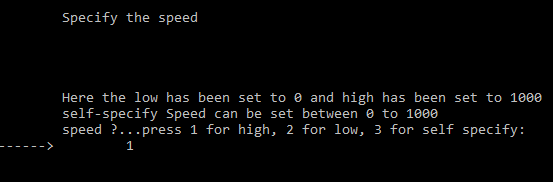 Specify the speed
Here the low has been set to 0 and high has been set to 1000
self-specify Speed can be set between 0 to 1000
speed ?...press 1 for high, 2 for low, 3 for self specify:
------> 1